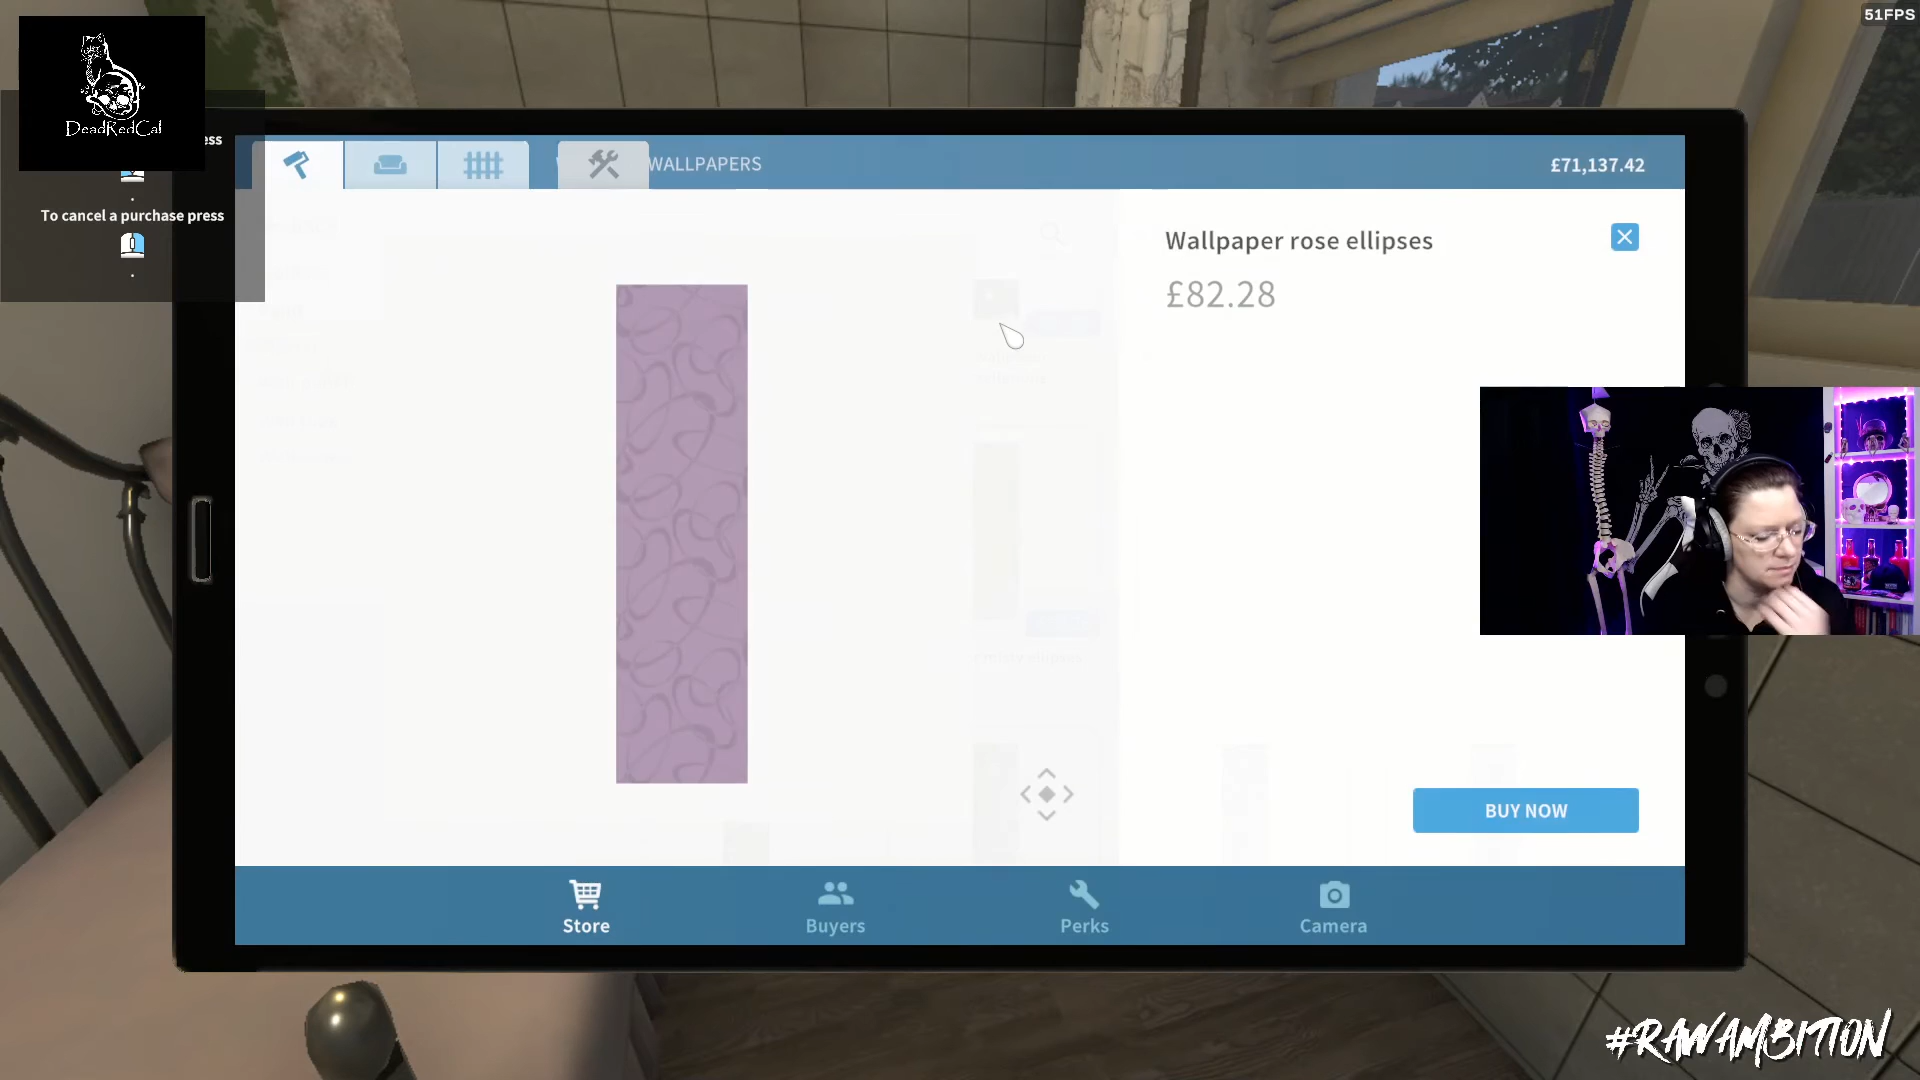 51FPS
DeadRedCal
ess
WALLPAPERS
£71,137.42
To cancel a purchase press
.
Wallpaper rose ellipses
£82.28
BUY NOW
Store
Buyers
Perks
Camera
#RAWAMBITION